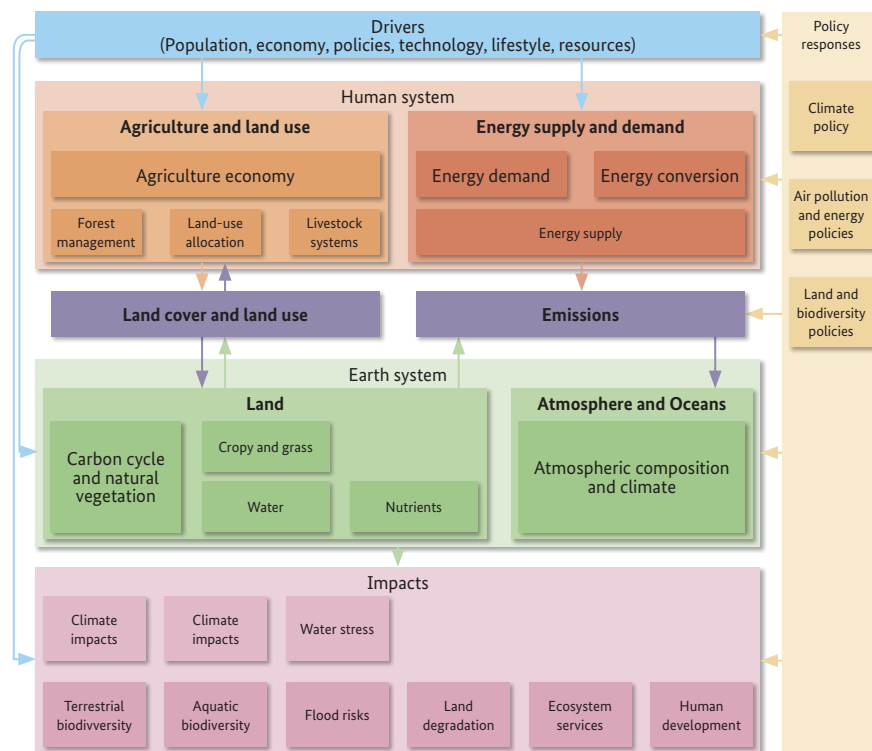 Drivers
(Population, economy, policies, technology, lifestyle, resources)
Policy
responses
Human system
Agriculture and land use
Agriculture economy
Forest
management
Land-use
allocation
Livestock
systems
Energy supply and demand
Energy demand
Energy conversion
Energy supply
Climate
policy
Air pollution
and energy
policies
Land and
biodiversity
policies
Land cover and land use
Emissions
Earth system
Land
Carbon cycle
and natural
vegetation
Cropy and grass
Water
Nutrients
Atmosphere and Oceans
Atmospheric composition
and climate
Impacts
Climate
impacts
Climate
impacts
Water stress
Terrestrial
biodivversity
Aquatic
biodiversity
Flood risks
Land
degradation
Ecosystem
services
Human
development